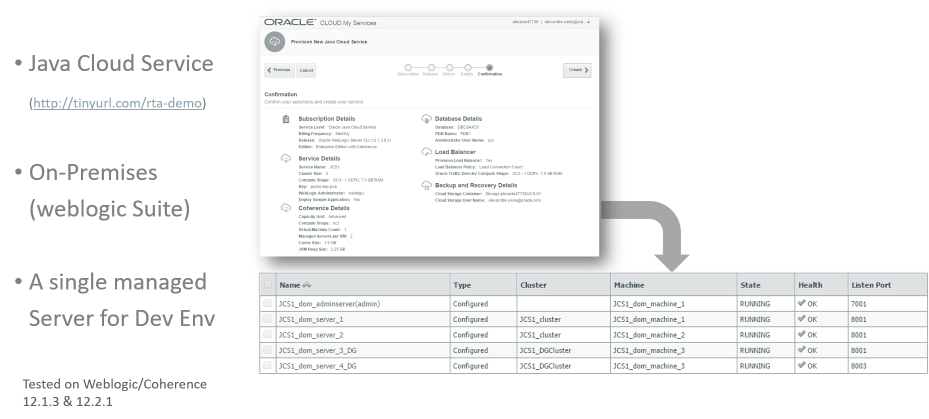 • Java Cloud Service
(http://tinyurl.com/rta-demo)
• On-Premises
(weblogic Suite)
• A single managed
Server for Dev Env
Tested on Weblogic/Coherence
12.1.3 & 12.2.1
ORACLE® CLOUD My Services
Provision New Java Cloud Service
Previous Cancel
Subscription Release Edition Details Confirmation
Create
Confirmation
Confirm your selections and create your service.
Subscription Details
Service Level: Oracle Java Cloud Service
Billing Frequency: Monthly
Edition: Enterprise Edition with Coherence
Service Details
Service Name: JCS1
Cluster Size: 2
Compute Shape: OC3 - 1 OCPU, 7.5 GB RAM
Key: public-key.pub
WebLogic Administrator: weblogic
Deploy Sample Application: Yes
Coherence Details
Capacity Unit: Advanced
Compute Shape: oc3
Virtual Machine Count: 1
Managed Servers per VM: 2
Cache Size: 1.5 GB
JVM Heap Size: 2.25 GB
Database Details
Database: DBCS4JCS
PDB Name: PDB1
Administrator User Name: sys
Load Balancer
Provision Load Balancer: Yes
Load Balancer Policy: Least Connection Count
Oracle Traffic Director Compute Shape: OC3 - 1 OCPU, 7.5 GB RAM
Backup and Recovery Details
Cloud Storage Container:
Cloud Storage User Name: alexandre.vieira@oracle.com
Name Type Cluster Machine State Health Listen Port
JCS1_dom_adminserver(admin) Configured JCS1_dom_machine_1 RUNNING OK 7001
JCS1_dom_server_1 Configured JCS1_cluster JCS1_dom_machine_1 RUNNING OK 8001
JCS1_dom_server_2 Configured JCS1_cluster JCS1_dom_machine_2 RUNNING OK 8001
JCS1_dom_server_3_DG Configured JCS1_DGCluster JCS1_dom_machine_3 RUNNING OK 8001
JCS1_dom_server_4_DG Configured JCS1_DGCluster JCS1_dom_machine_3 RUNNING OK 8003